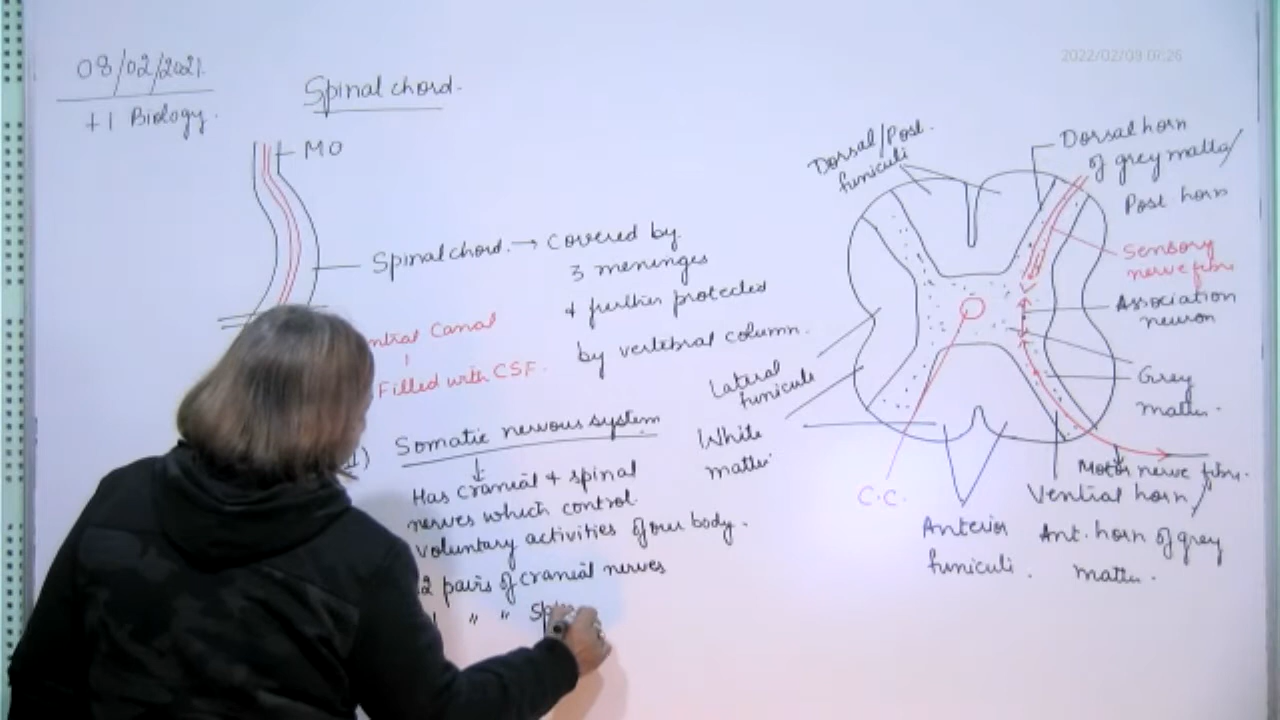 2022/02/09 07:26
08/02/2021.
+1 Biology.
Spinal chord.
MO
Spinal chord. → Covered by
3 meninges
+ further protected
by vertebral column.
ntral Canal
Filled with CSF.
Somatic nervous system
↓
Has cranial + spinal
nerves which control
voluntary activities of our body.
2 pairs of cranial nerves
" "
Dorsal/Post.
funiculi
Dorsal horn
of grey matter/
Post horn
Sensory
nerve fibre
Association
neuron
Grey
matter.
Lateral
funiculi
White
matter
C.C.
Motor nerve fibre.
Anterior
funiculi.
Ventral horn/
Ant. horn of grey
matter.